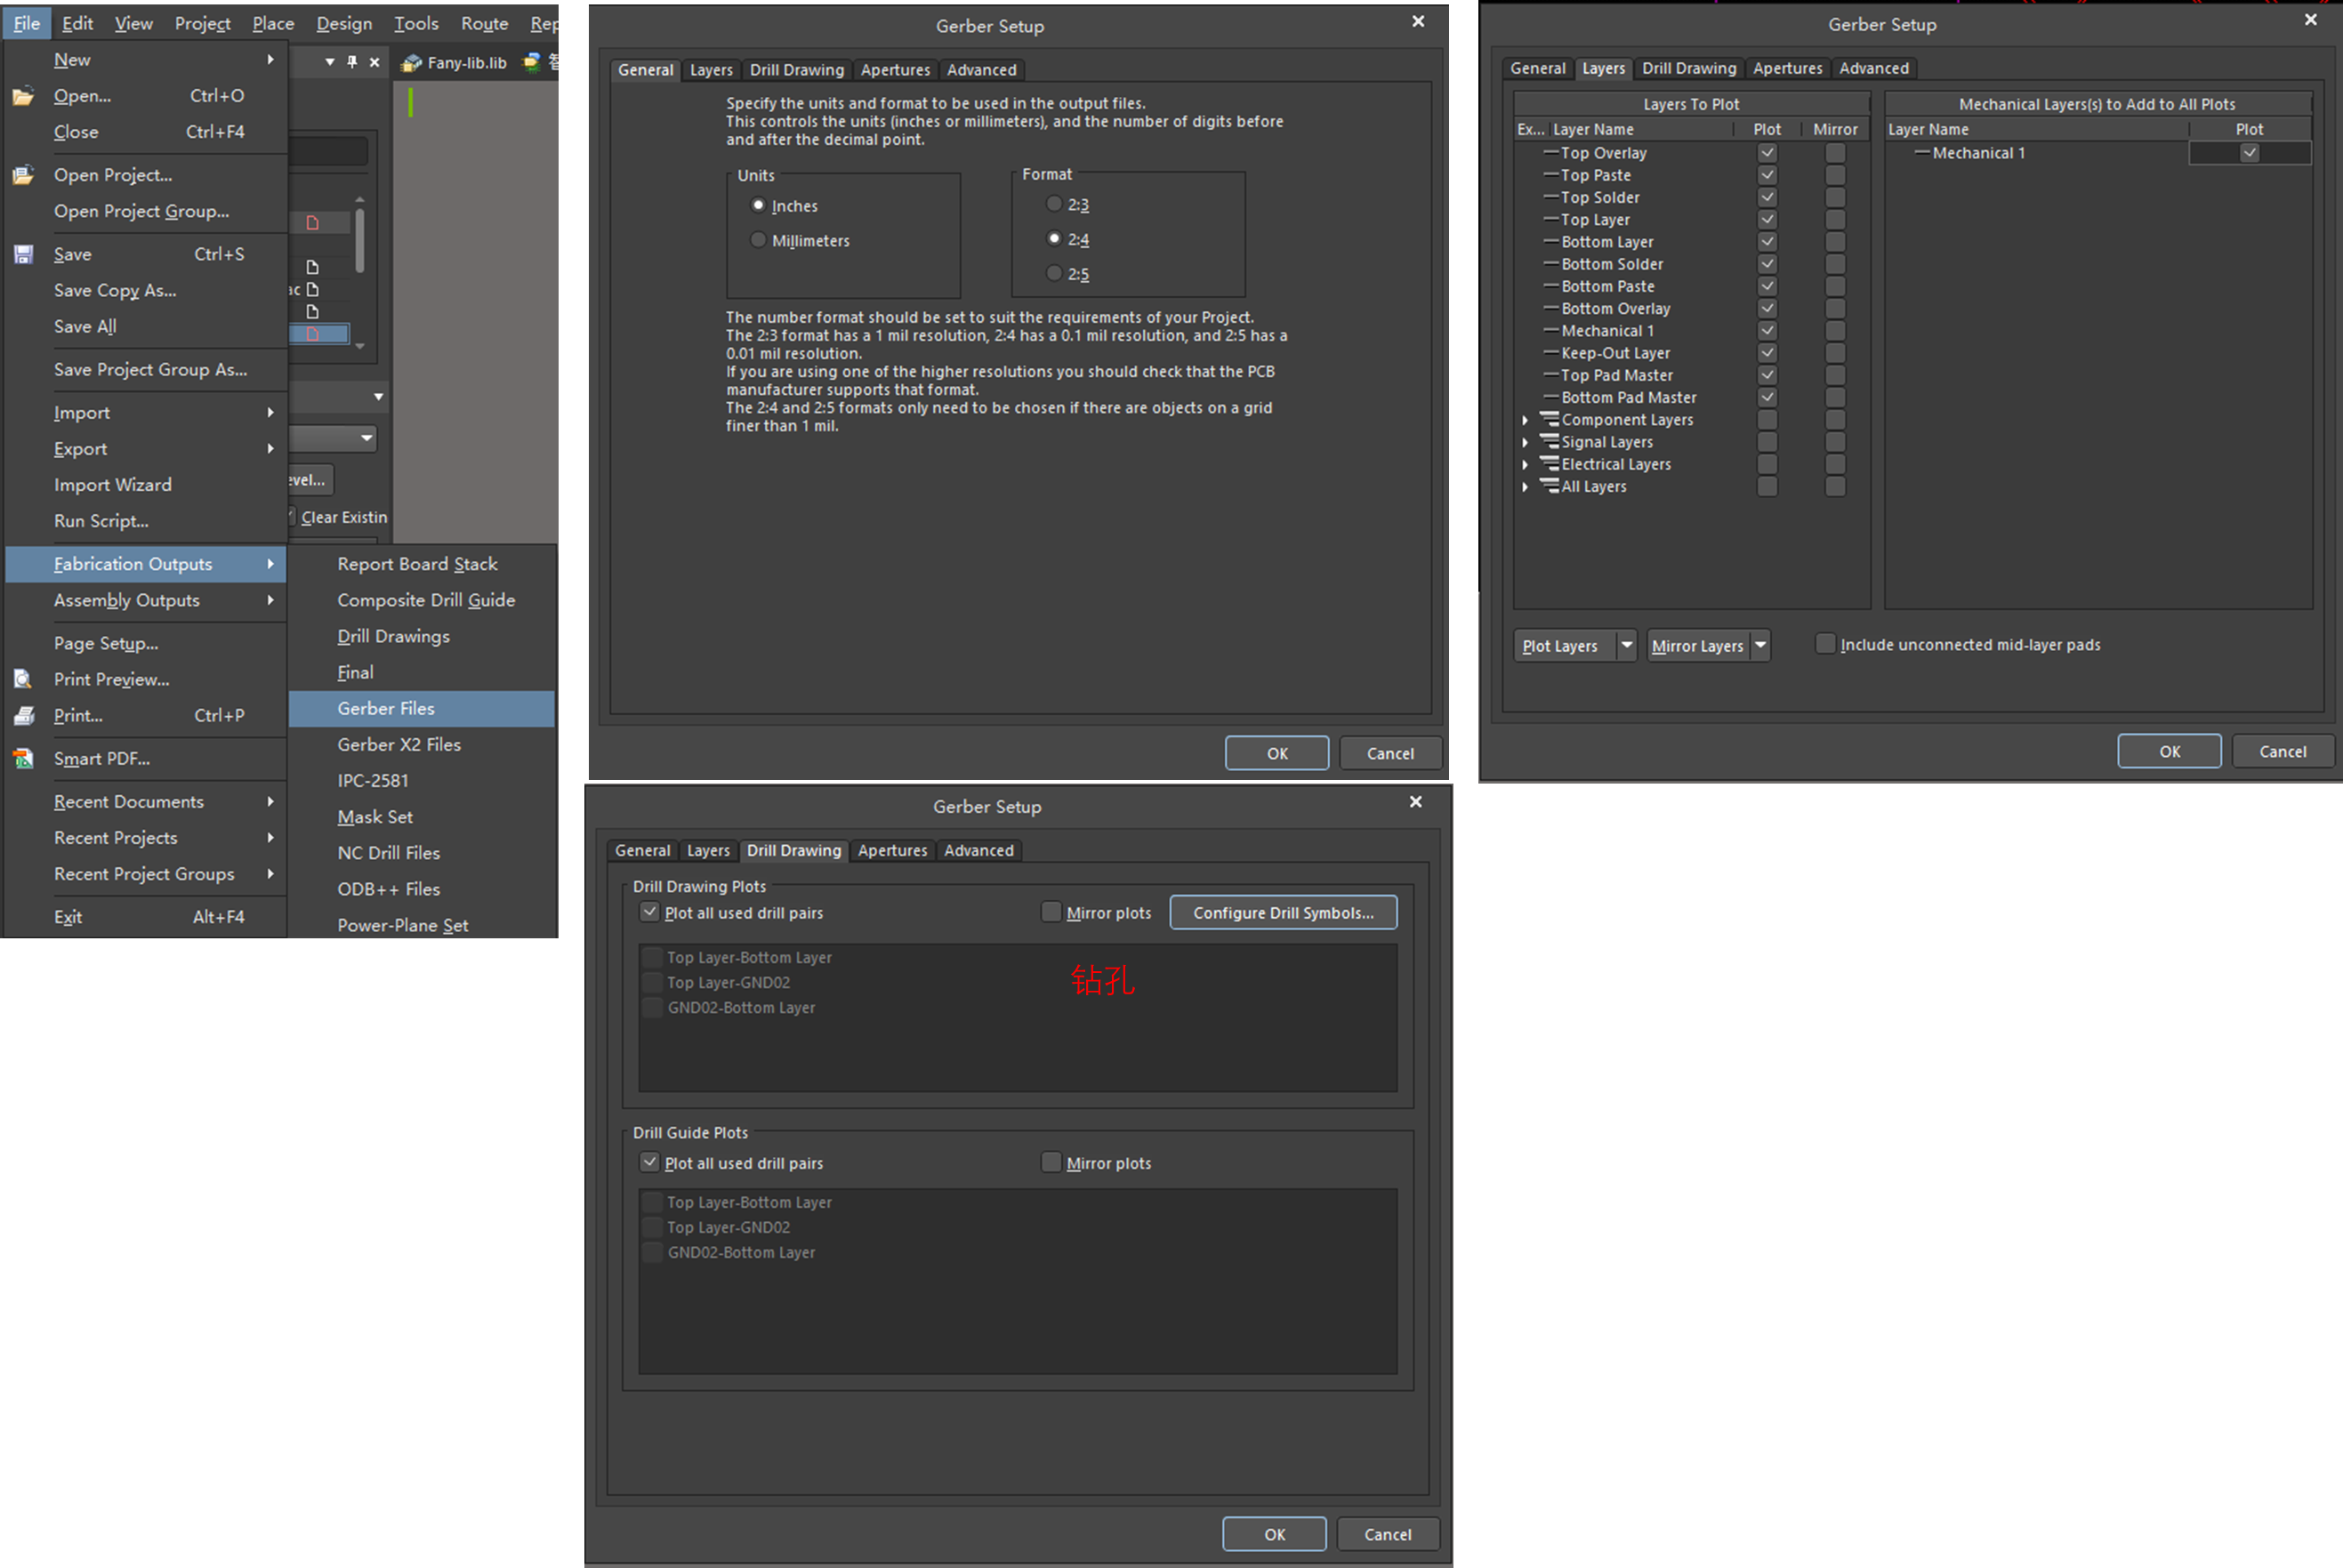 File Edit View Project Place Design Tools Route Rep
New
Open... Ctrl+O
Close Ctrl+F4
Open Project...
Open Project Group...
Save Ctrl+S
Save Copy As...
Save All
Save Project Group As...
Import
Export
Import Wizard
Run Script...
Fabrication Outputs
Assembly Outputs
Page Setup...
Print Preview...
Print... Ctrl+P
Smart PDF...
Recent Documents
Recent Projects
Recent Project Groups
Exit Alt+F4
Fany-lib.lib
ac
evel...
Clear Existin
Report Board Stack
Composite Drill Guide
Drill Drawings
Final
Gerber Files
Gerber X2 Files
IPC-2581
Mask Set
NC Drill Files
ODB++ Files
Power-Plane Set
Gerber Setup
General Layers Drill Drawing Apertures Advanced
Specify the units and format to be used in the output files.
This controls the units (inches or millimeters), and the number of digits before
and after the decimal point.
Units
Inches
Millimeters
Format
2:3
2:4
2:5
The number format should be set to suit the requirements of your Project.
The 2:3 format has a 1 mil resolution, 2:4 has a 0.1 mil resolution, and 2:5 has a
0.01 mil resolution.
If you are using one of the higher resolutions you should check that the PCB
manufacturer supports that format.
The 2:4 and 2:5 formats only need to be chosen if there are objects on a grid
finer than 1 mil.
OK Cancel
Gerber Setup
General Layers Drill Drawing Apertures Advanced
Layers To Plot
Ex... Layer Name Plot Mirror
Top Overlay
Top Paste
Top Solder
Top Layer
Bottom Layer
Bottom Solder
Bottom Paste
Bottom Overlay
Mechanical 1
Keep-Out Layer
Top Pad Master
Bottom Pad Master
Component Layers
Signal Layers
Electrical Layers
All Layers
Mechanical Layers(s) to Add to All Plots
Layer Name Plot
Mechanical 1
Plot Layers Mirror Layers Include unconnected mid-layer pads
OK Cancel
Gerber Setup
General Layers Drill Drawing Apertures Advanced
Drill Drawing Plots
Plot all used drill pairs Mirror plots Configure Drill Symbols...
Top Layer-Bottom Layer
Top Layer-GND02
GND02-Bottom Layer
钻孔
Drill Guide Plots
Plot all used drill pairs Mirror plots
Top Layer-Bottom Layer
Top Layer-GND02
GND02-Bottom Layer
OK Cancel